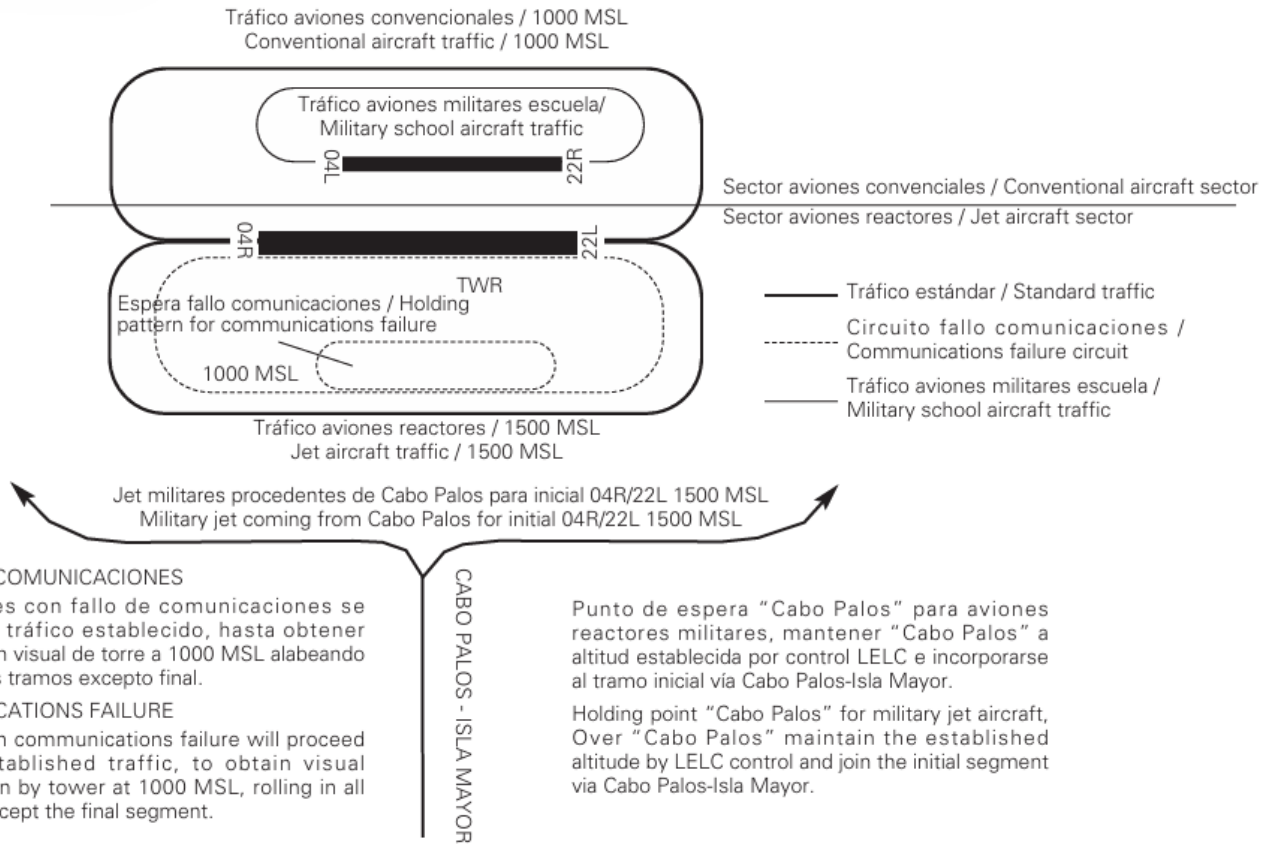 Tráfico aviones convencionales / 1000 MSL
Conventional aircraft traffic / 1000 MSL
Tráfico aviones militares escuela/
Military school aircraft traffic
04L
22R
Sector aviones convenciales / Conventional aircraft sector
Sector aviones reactores / Jet aircraft sector
04R
22L
TWR
Espera fallo comunicaciones / Holding
pattern for communications failure
1000 MSL
Tráfico estándar / Standard traffic
Circuito fallo comunicaciones /
Communications failure circuit
Tráfico aviones militares escuela /
Military school aircraft traffic
Tráfico aviones reactores / 1500 MSL
Jet aircraft traffic / 1500 MSL
Jet militares procedentes de Cabo Palos para inicial 04R/22L 1500 MSL
Military jet coming from Cabo Palos for initial 04R/22L 1500 MSL
COMUNICACIONES
es con fallo de comunicaciones se
tráfico establecido, hasta obtener
n visual de torre a 1000 MSL alabeando
s tramos excepto final.
CATIONS FAILURE
n communications failure will proceed
tablished traffic, to obtain visual
n by tower at 1000 MSL, rolling in all
cept the final segment.
CABO PALOS - ISLA MAYOR
Punto de espera "Cabo Palos" para aviones
reactores militares, mantener "Cabo Palos" a
altitud establecida por control LELC e incorporarse
al tramo inicial vía Cabo Palos-Isla Mayor.
Holding point "Cabo Palos" for military jet aircraft,
Over "Cabo Palos" maintain the established
altitude by LELC control and join the initial segment
via Cabo Palos-Isla Mayor.